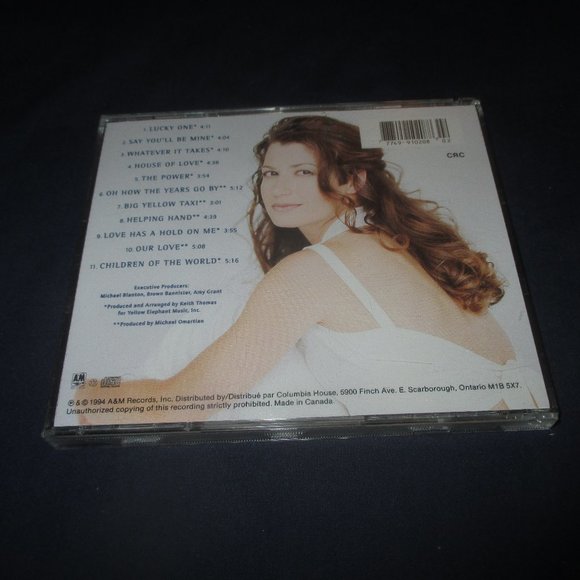 1. LUCKY ONE* 4:11
2. SAY YOU'LL BE MINE* 4:04
3. WHATEVER IT TAKES* 4:10
4. HOUSE OF LOVE* 4:38
5. THE POWER* 3:54
6. OH HOW THE YEARS GO BY** 5:12
7. BIG YELLOW TAXI** 3:01
8. HELPING HAND** 4:39
9. LOVE HAS A HOLD ON ME* 3:55
10. OUR LOVE** 5:08
11. CHILDREN OF THE WORLD* 5:16
Executive Producers:
Michael Blanton, Brown Bannister, Amy Grant
*Produced and Arranged by Keith Thomas
for Yellow Elephant Music, Inc.
**Produced by Michael Omartian
7769-910208 02
CRC
A&M
℗ & © 1994 A&M Records, Inc. Distributed by/Distribué par Columbia House, 5900 Finch Ave. E. Scarborough, Ontario M1B 5X7.
Unauthorized copying of this recording strictly prohibited. Made in Canada.